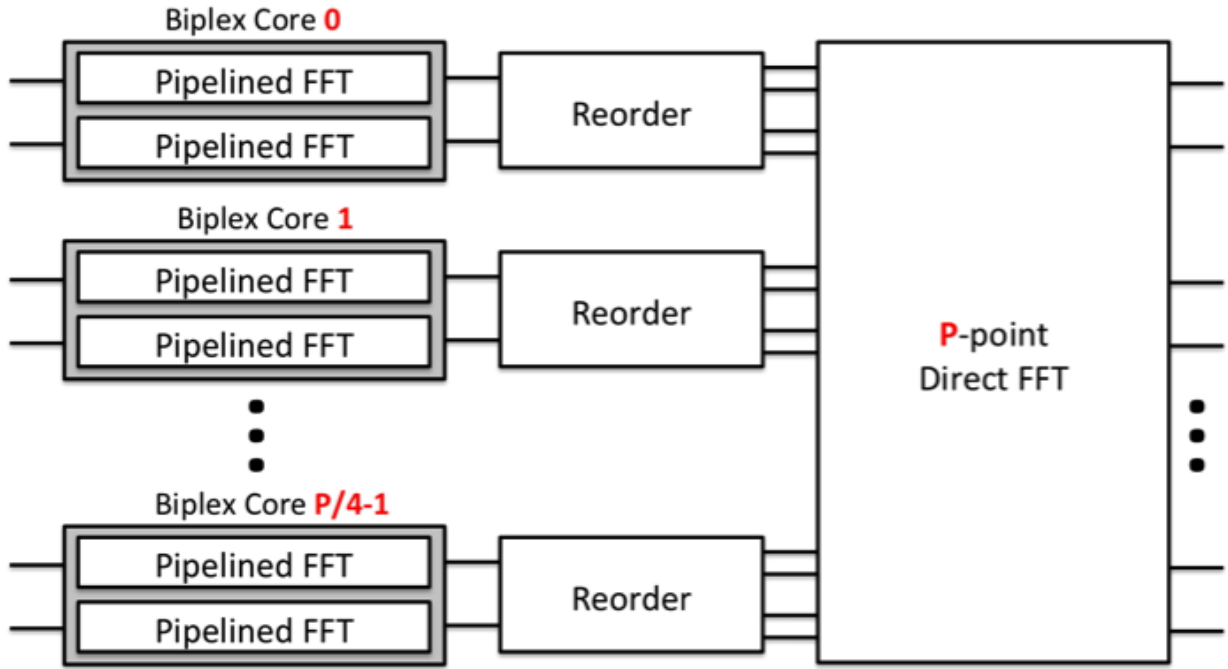 Biplex Core 0
Pipelined FFT
Pipelined FFT
Reorder
Biplex Core 1
Pipelined FFT
Pipelined FFT
Reorder
P-point
Direct FFT
Biplex Core P/4-1
Pipelined FFT
Pipelined FFT
Reorder